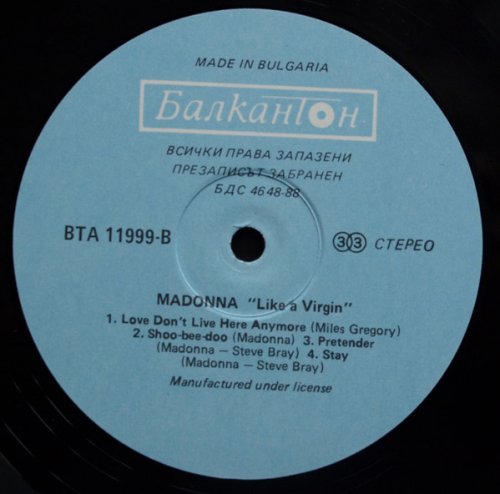 MADE IN BULGARIA
Балкантон
ВСИЧКИ ПРАВА ЗАПАЗЕНИ
ПРЕЗАПИСЪТ ЗАБРАНЕН
БДС 4648-88
ВТА 11999-В
33 СТЕРЕО
MADONNA "Like a Virgin"
1. Love Don't Live Here Anymore (Miles Gregory)
2. Shoo-bee-doo (Madonna) 3. Pretender
(Madonna — Steve Bray) 4. Stay
(Madonna — Steve Bray)
Manufactured under license